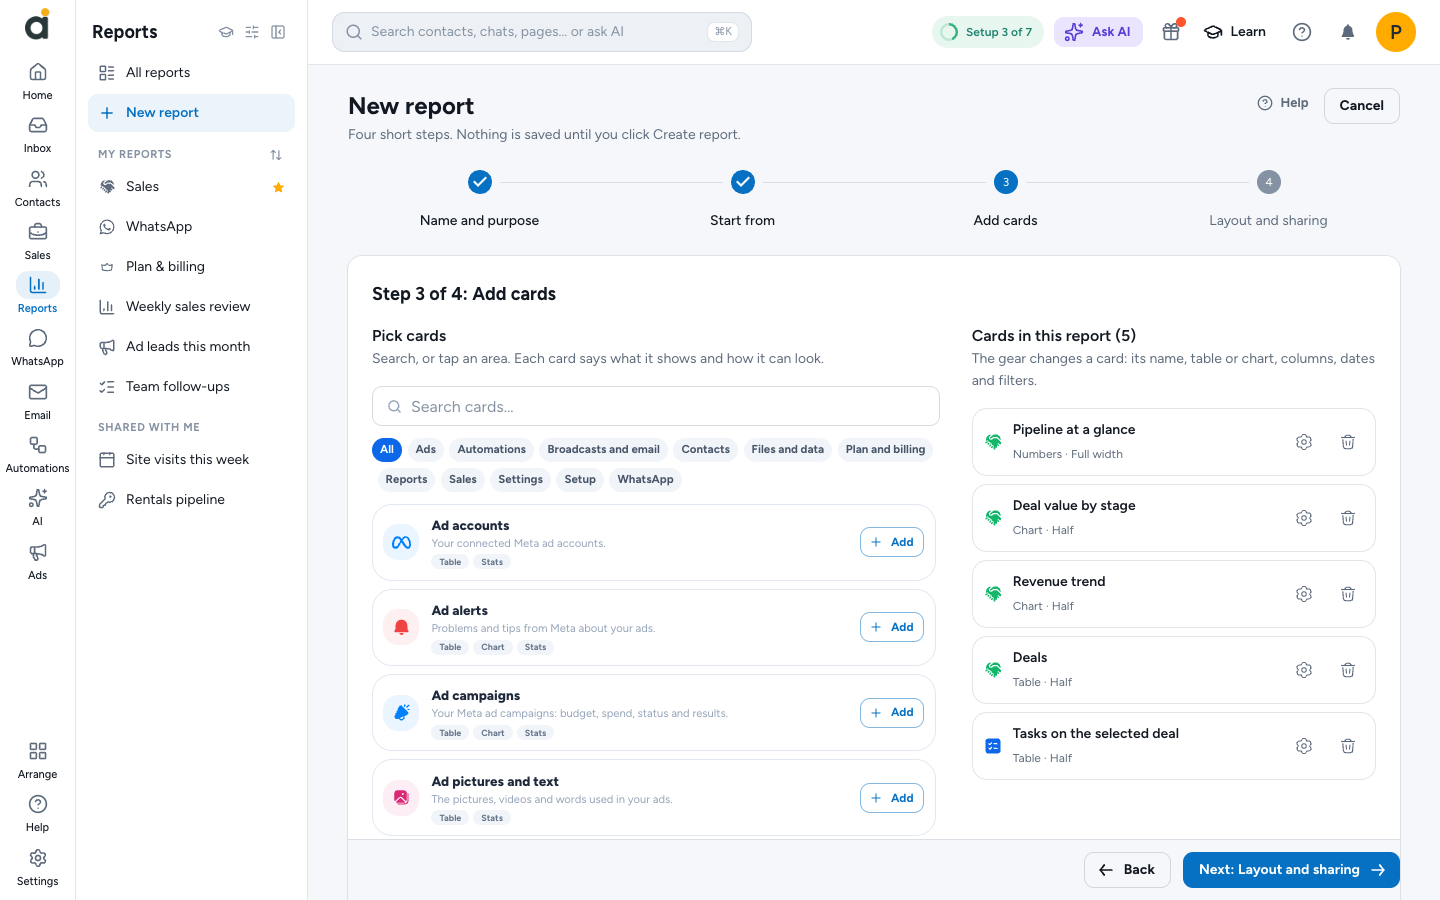 Reports
Search contacts, chats, pages... or ask AI
⌘K
Setup 3 of 7
Ask AI
Learn
P
Home
Inbox
Contacts
Sales
Reports
WhatsApp
Email
Automations
AI
Ads
Arrange
Help
Settings
All reports
New report
MY REPORTS
Sales
WhatsApp
Plan & billing
Weekly sales review
Ad leads this month
Team follow-ups
SHARED WITH ME
Site visits this week
Rentals pipeline
New report
Four short steps. Nothing is saved until you click Create report.
Help
Cancel
3
4
Name and purpose
Start from
Add cards
Layout and sharing
Step 3 of 4: Add cards
Pick cards
Search, or tap an area. Each card says what it shows and how it can look.
Search cards...
All
Ads
Automations
Broadcasts and email
Contacts
Files and data
Plan and billing
Reports
Sales
Settings
Setup
WhatsApp
Ad accounts
Your connected Meta ad accounts.
Table
Stats
Add
Ad alerts
Problems and tips from Meta about your ads.
Table
Chart
Stats
Add
Ad campaigns
Your Meta ad campaigns: budget, spend, status and results.
Table
Chart
Stats
Add
Ad pictures and text
The pictures, videos and words used in your ads.
Table
Stats
Add
Cards in this report (5)
The gear changes a card: its name, table or chart, columns, dates
and filters.
Pipeline at a glance
Numbers · Full width
Deal value by stage
Chart · Half
Revenue trend
Chart · Half
Deals
Table · Half
Tasks on the selected deal
Table · Half
Back
Next: Layout and sharing